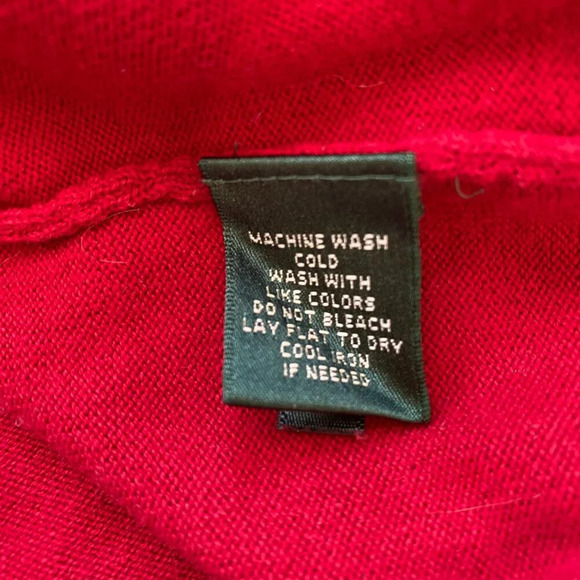 MACHINE WASH
COLD
WASH WITH
LIKE COLORS
DO NOT BLEACH
LAY FLAT TO DRY
COOL IRON
IF NEEDED